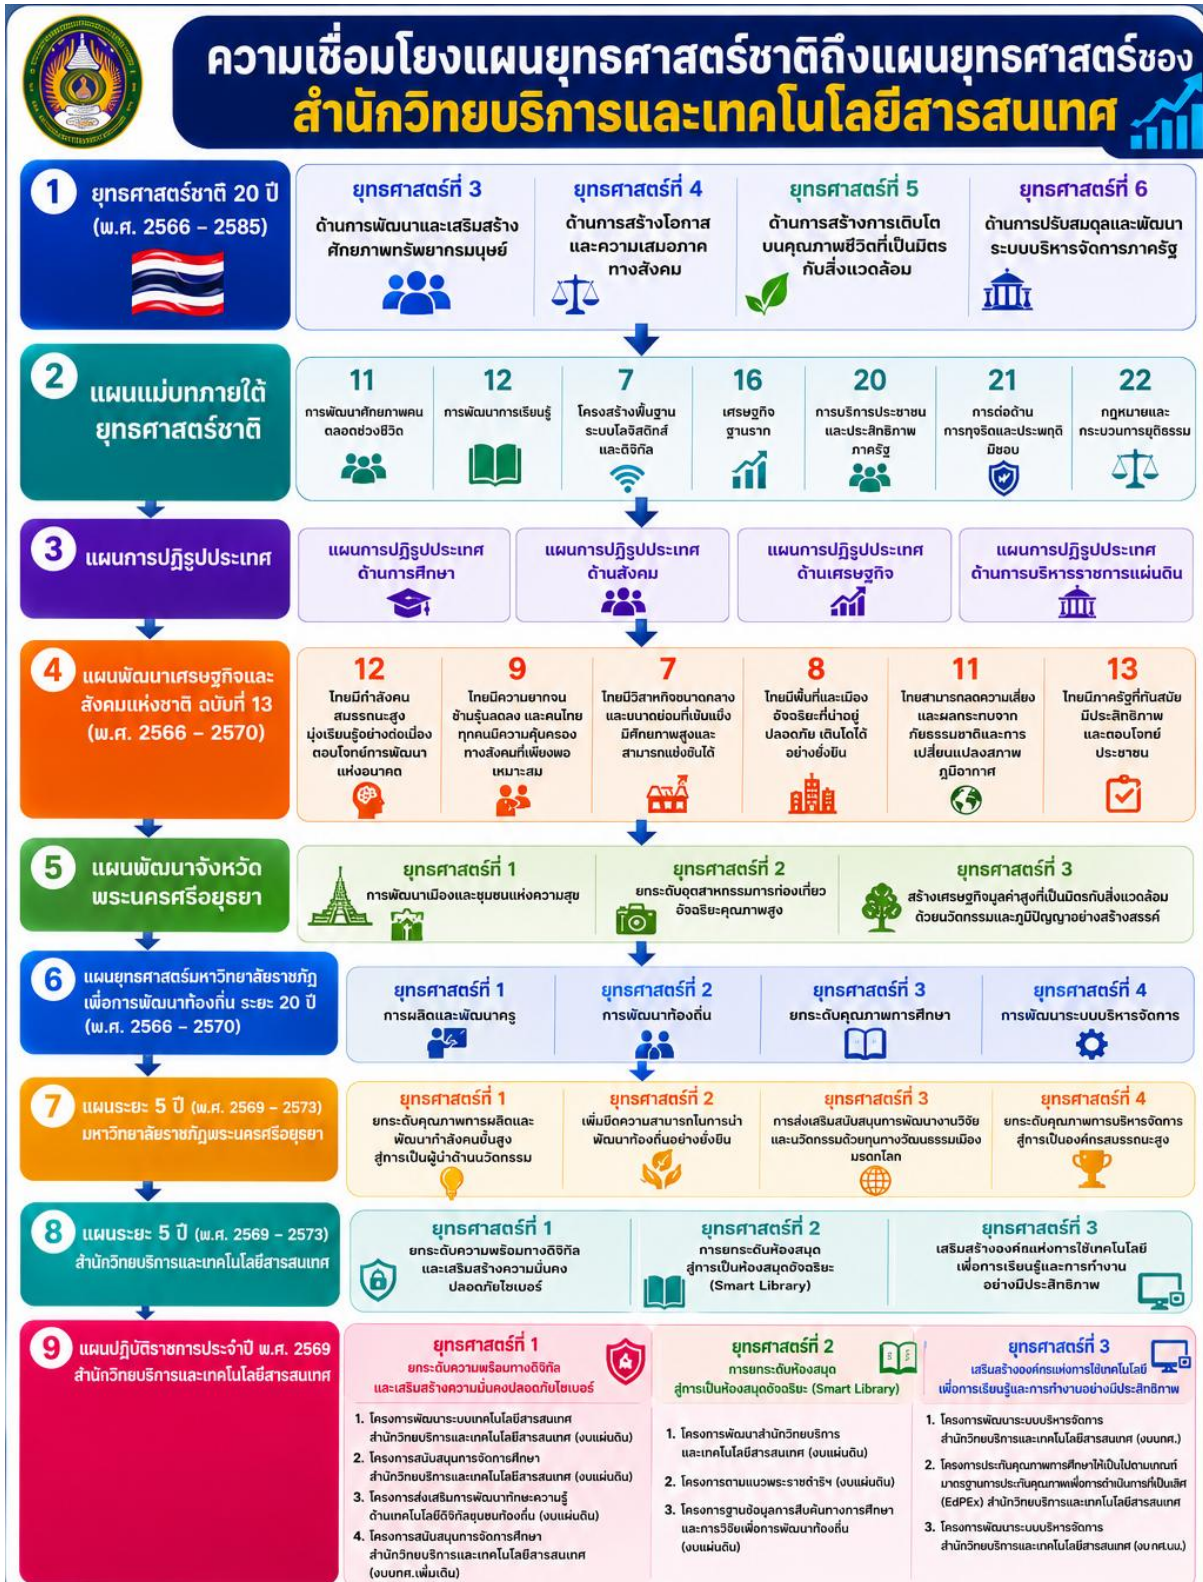 ความเชื่อมโยงแผนยุทธศาสตร์ชาติถึงแผนยุทธศาสตร์ของ
สำนักวิทยบริการและเทคโนโลยีสารสนเทศ
1
ยุทธศาสตร์ชาติ 20 ปี
(พ.ศ. 2566 – 2585)
ยุทธศาสตร์ที่ 3
ด้านการพัฒนาและเสริมสร้าง
ศักยภาพทรัพยากรมนุษย์
ยุทธศาสตร์ที่ 4
ด้านการสร้างโอกาส
และความเสมอภาค
ทางสังคม
ยุทธศาสตร์ที่ 5
ด้านการสร้างการเติบโต
บนคุณภาพชีวิตที่เป็นมิตร
กับสิ่งแวดล้อม
ยุทธศาสตร์ที่ 6
ด้านการปรับสมดุลและพัฒนา
ระบบบริหารจัดการภาครัฐ
2
แผนแม่บทภายใต้
ยุทธศาสตร์ชาติ
11
การพัฒนาศักยภาพคน
ตลอดช่วงชีวิต
12
การพัฒนาการเรียนรู้
7
โครงสร้างพื้นฐาน
ระบบโลจิสติกส์
และดิจิทัล
16
เศรษฐกิจ
ฐานราก
20
การบริการประชาชน
และประสิทธิภาพ
ภาครัฐ
21
การต่อต้าน
การทุจริตและประพฤติ
มิชอบ
22
กฎหมายและ
กระบวนการยุติธรรม
3
แผนการปฏิรูปประเทศ
แผนการปฏิรูปประเทศ
ด้านการศึกษา
แผนการปฏิรูปประเทศ
ด้านสังคม
แผนการปฏิรูปประเทศ
ด้านเศรษฐกิจ
แผนการปฏิรูปประเทศ
ด้านการบริหารราชการแผ่นดิน
4
แผนพัฒนาเศรษฐกิจและ
สังคมแห่งชาติ ฉบับที่ 13
(พ.ศ. 2566 – 2570)
12
ไทยมีกำลังคน
สมรรถนะสูง
มุ่งเรียนรู้อย่างต่อเนื่อง
ตอบโจทย์การพัฒนา
แห่งอนาคต
9
ไทยมีความยากจน
ข้ามรุ่นลดลง และคนไทย
ทุกคนมีความคุ้มครอง
ทางสังคมที่เพียงพอ
เหมาะสม
7
ไทยมีวิสาหกิจขนาดกลาง
และขนาดย่อมที่เข้มแข็ง
มีศักยภาพสูงและ
สามารถแข่งขันได้
8
ไทยมีพื้นที่และเมือง
อัจฉริยะที่น่าอยู่
ปลอดภัย เติบโตได้
อย่างยั่งยืน
11
ไทยสามารถลดความเสี่ยง
และผลกระทบจาก
ภัยธรรมชาติและการ
เปลี่ยนแปลงสภาพ
ภูมิอากาศ
13
ไทยมีภาครัฐที่ทันสมัย
มีประสิทธิภาพ
และตอบโจทย์
ประชาชน
5
แผนพัฒนาจังหวัด
พระนครศรีอยุธยา
ยุทธศาสตร์ที่ 1
การพัฒนาเมืองและชุมชนแห่งความสุข
ยุทธศาสตร์ที่ 2
ยกระดับอุตสาหกรรมการท่องเที่ยว
อัจฉริยะคุณภาพสูง
ยุทธศาสตร์ที่ 3
สร้างเศรษฐกิจมูลค่าสูงที่เป็นมิตรกับสิ่งแวดล้อม
ด้วยนวัตกรรมและภูมิปัญญาอย่างสร้างสรรค์
6
แผนยุทธศาสตร์มหาวิทยาลัยราชภัฏ
เพื่อการพัฒนาท้องถิ่น ระยะ 20 ปี
(พ.ศ. 2566 – 2570)
ยุทธศาสตร์ที่ 1
การผลิตและพัฒนาครู
ยุทธศาสตร์ที่ 2
การพัฒนาท้องถิ่น
ยุทธศาสตร์ที่ 3
ยกระดับคุณภาพการศึกษา
ยุทธศาสตร์ที่ 4
การพัฒนาระบบบริหารจัดการ
7
แผนระยะ 5 ปี (พ.ศ. 2569 – 2573)
มหาวิทยาลัยราชภัฏพระนครศรีอยุธยา
ยุทธศาสตร์ที่ 1
ยกระดับคุณภาพการผลิตและ
พัฒนากำลังคนขั้นสูง
สู่การเป็นผู้นำด้านนวัตกรรม
ยุทธศาสตร์ที่ 2
เพิ่มขีดความสามารถในการนำ
พัฒนาท้องถิ่นอย่างยั่งยืน
ยุทธศาสตร์ที่ 3
การส่งเสริมสนับสนุนการพัฒนางานวิจัย
และนวัตกรรมด้วยทุนทางวัฒนธรรมเมือง
มรดกโลก
ยุทธศาสตร์ที่ 4
ยกระดับคุณภาพการบริหารจัดการ
สู่การเป็นองค์กรสมรรถนะสูง
8
แผนระยะ 5 ปี (พ.ศ. 2569 – 2573)
สำนักวิทยบริการและเทคโนโลยีสารสนเทศ
ยุทธศาสตร์ที่ 1
ยกระดับความพร้อมทางดิจิทัล
และเสริมสร้างความมั่นคง
ปลอดภัยไซเบอร์
ยุทธศาสตร์ที่ 2
การยกระดับห้องสมุด
สู่การเป็นห้องสมุดอัจฉริยะ
(Smart Library)
ยุทธศาสตร์ที่ 3
เสริมสร้างองค์กรแห่งการใช้เทคโนโลยี
เพื่อการเรียนรู้และการทำงาน
อย่างมีประสิทธิภาพ
9
แผนปฏิบัติราชการประจำปี พ.ศ. 2569
สำนักวิทยบริการและเทคโนโลยีสารสนเทศ
ยุทธศาสตร์ที่ 1
ยกระดับความพร้อมทางดิจิทัล
และเสริมสร้างความมั่นคงปลอดภัยไซเบอร์
1. โครงการพัฒนาระบบเทคโนโลยีสารสนเทศ
สำนักวิทยบริการและเทคโนโลยีสารสนเทศ (งบแผ่นดิน)
2. โครงการสนับสนุนการจัดการศึกษา
สำนักวิทยบริการและเทคโนโลยีสารสนเทศ (งบแผ่นดิน)
3. โครงการส่งเสริมการพัฒนาทักษะความรู้
ด้านเทคโนโลยีดิจิทัลชุมชนท้องถิ่น (งบแผ่นดิน)
4. โครงการสนับสนุนการจัดการศึกษา
สำนักวิทยบริการและเทคโนโลยีสารสนเทศ
(งบบทศ.เพิ่มเติม)
ยุทธศาสตร์ที่ 2
การยกระดับห้องสมุด
สู่การเป็นห้องสมุดอัจฉริยะ (Smart Library)
1. โครงการพัฒนาสำนักวิทยบริการ
และเทคโนโลยีสารสนเทศ (งบแผ่นดิน)
2. โครงการตามแนวพระราชดำริฯ (งบแผ่นดิน)
3. โครงการฐานข้อมูลการสืบค้นทางการศึกษา
และการวิจัยเพื่อการพัฒนาท้องถิ่น
(งบแผ่นดิน)
ยุทธศาสตร์ที่ 3
เสริมสร้างองค์กรแห่งการใช้เทคโนโลยี
เพื่อการเรียนรู้และการทำงานอย่างมีประสิทธิภาพ
1. โครงการพัฒนาระบบบริหารจัดการ
สำนักวิทยบริการและเทคโนโลยีสารสนเทศ (งบบกศ.)
2. โครงการประกันคุณภาพการศึกษาให้เป็นไปตามเกณฑ์
มาตรฐานการประกันคุณภาพเพื่อการดำเนินการที่เป็นเลิศ
(EdPEx) สำนักวิทยบริการและเทคโนโลยีสารสนเทศ
3. โครงการพัฒนาระบบบริหารจัดการ
สำนักวิทยบริการและเทคโนโลยีสารสนเทศ